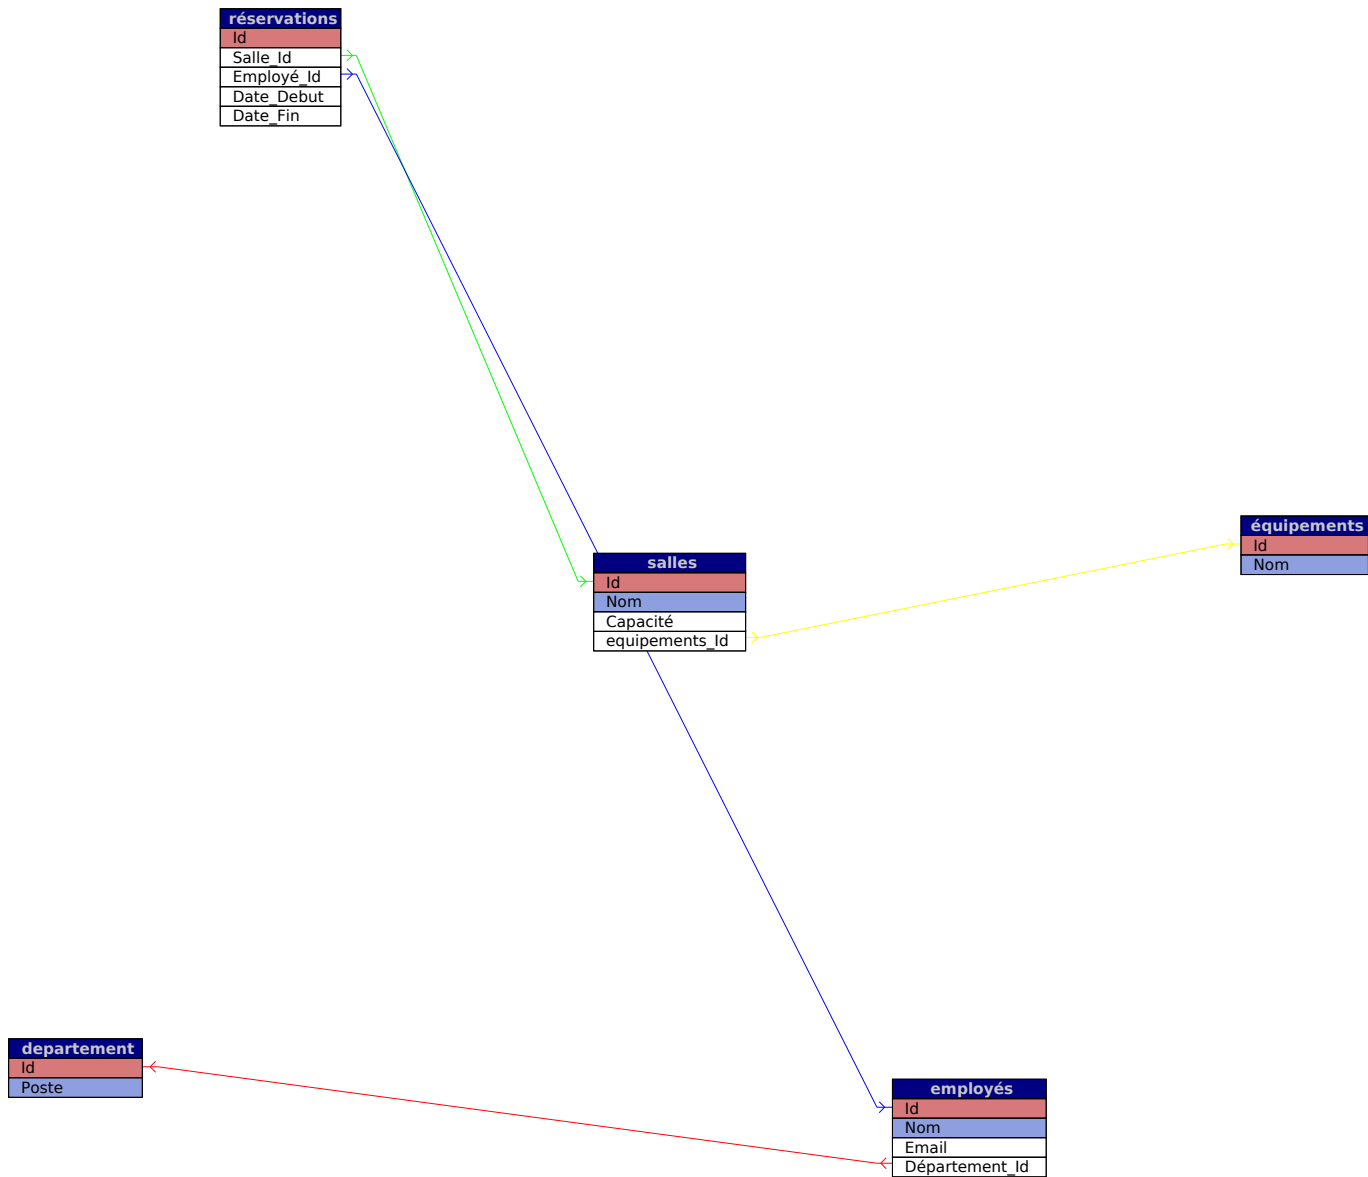 réservations
Id
Salle_Id
Employé_Id
Date_Debut
Date_Fin
équipements
Id
Nom
salles
Id
Nom
Capacité
equipements_Id
departement
Id
Poste
employés
Id
Nom
Email
Département_Id